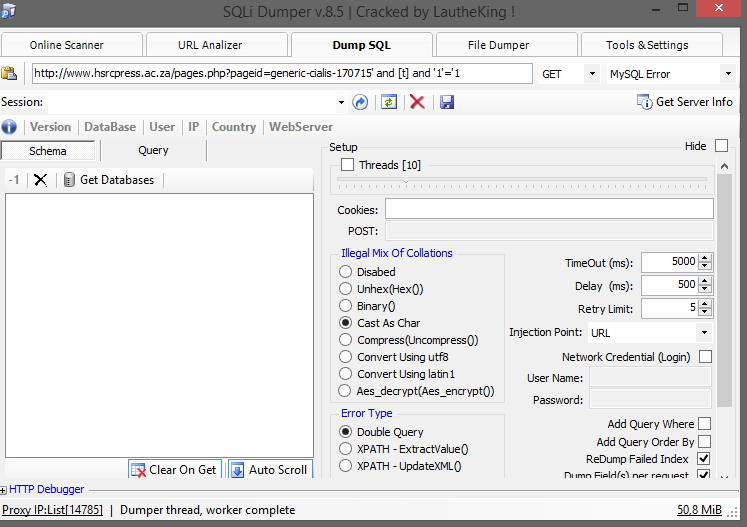 SQLi Dumper v.8.5 | Cracked by LautheKing !
Online Scanner URL Analizer Dump SQL File Dumper Tools & Settings
http://www.hsrcpress.ac.za/pages.php?pageid=generic-cialis-170715' and [t] and '1'='1 GET MySQL Error
Session: Get Server Info
Version DataBase User IP Country WebServer
Schema Query
Setup Hide
-1 Get Databases
Threads [10]
Cookies:
POST:
Illegal Mix Of Collations
Disabed
Unhex(Hex())
Binary()
Cast As Char
Compress(Uncompress())
Convert Using utf8
Convert Using latin1
Aes_decrypt(Aes_encrypt())
TimeOut (ms): 5000
Delay (ms): 500
Retry Limit: 5
Injection Point: URL
Network Credential (Login)
User Name:
Password:
Error Type
Double Query
XPATH - ExtractValue()
XPATH - UpdateXML()
Add Query Where
Add Query Order By
ReDump Failed Index
Dump Field(s) per request
Clear On Get Auto Scroll
HTTP Debugger
Proxy IP:List[14785] | Dumper thread, worker complete 50,8 MiB